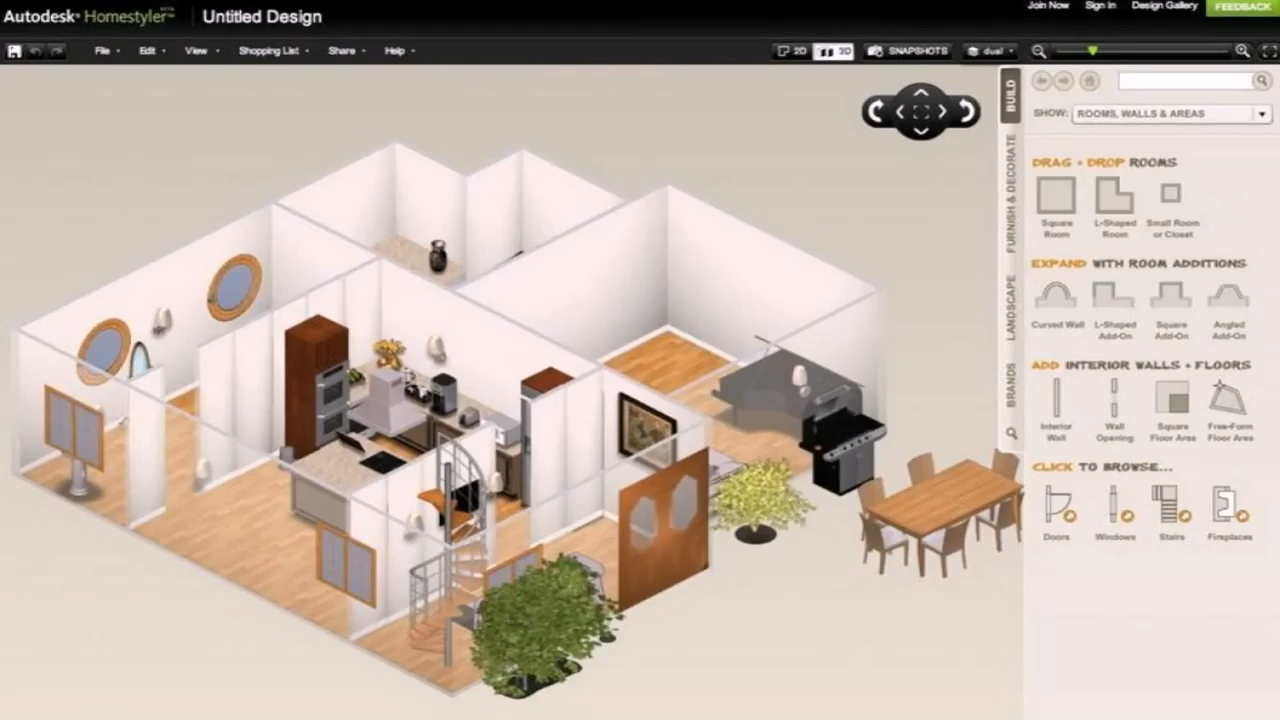 Autodesk® Homestyler™ BETA
Untitled Design
Join Now Sign In Design Gallery FEEDBACK
File Edit View Shopping List Share Help
2D 3D SNAPSHOTS dual
BUILD
FURNISH & DECORATE
LANDSCAPE
BRANDS
SHOW: ROOMS, WALLS & AREAS
DRAG + DROP ROOMS
Square Room
L-Shaped Room
Small Room or Closet
EXPAND WITH ROOM ADDITIONS
Curved Wall
L-Shaped Add-On
Square Add-On
Angled Add-On
ADD INTERIOR WALLS + FLOORS
Interior Wall
Wall Opening
Square Floor Area
Free-Form Floor Area
CLICK TO BROWSE...
Doors Windows Stairs Fireplaces